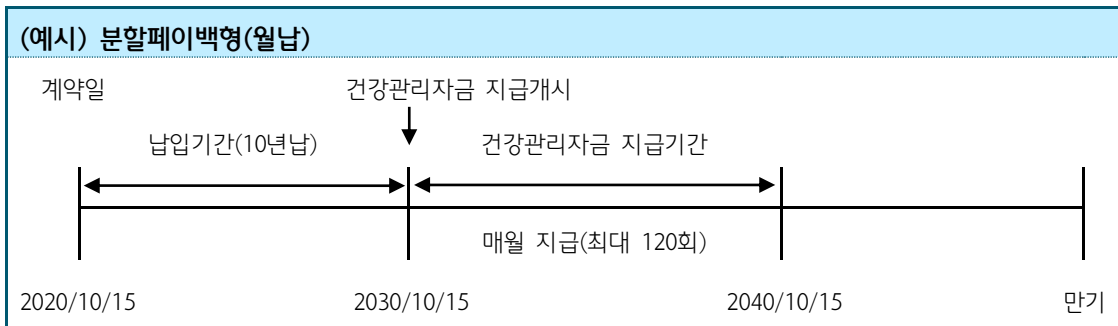 (예시) 분할페이백형(월납)
계약일 건강관리자금 지급개시
납입기간(10년납) 건강관리자금 지급기간
매월 지급(최대 120회)
2020/10/15 2030/10/15 2040/10/15 만기